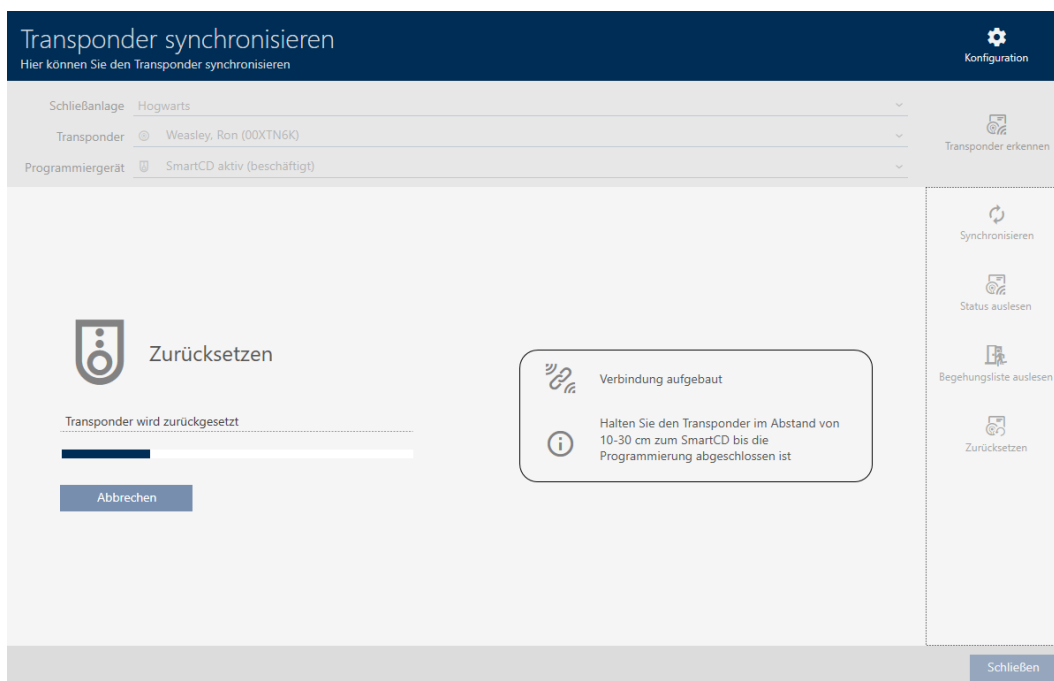 Transponder synchronisieren
Hier können Sie den Transponder synchronisieren
Konfiguration
Schließanlage Hogwarts
Transponder Weasley, Ron (00XTN6K)
Programmiergerät SmartCD aktiv (beschäftigt)
Transponder erkennen
Synchronisieren
Status auslesen
Begehungsliste auslesen
Zurücksetzen
Zurücksetzen
Transponder wird zurückgesetzt
Abbrechen
Verbindung aufgebaut
Halten Sie den Transponder im Abstand von
10-30 cm zum SmartCD bis die
Programmierung abgeschlossen ist
Schließen